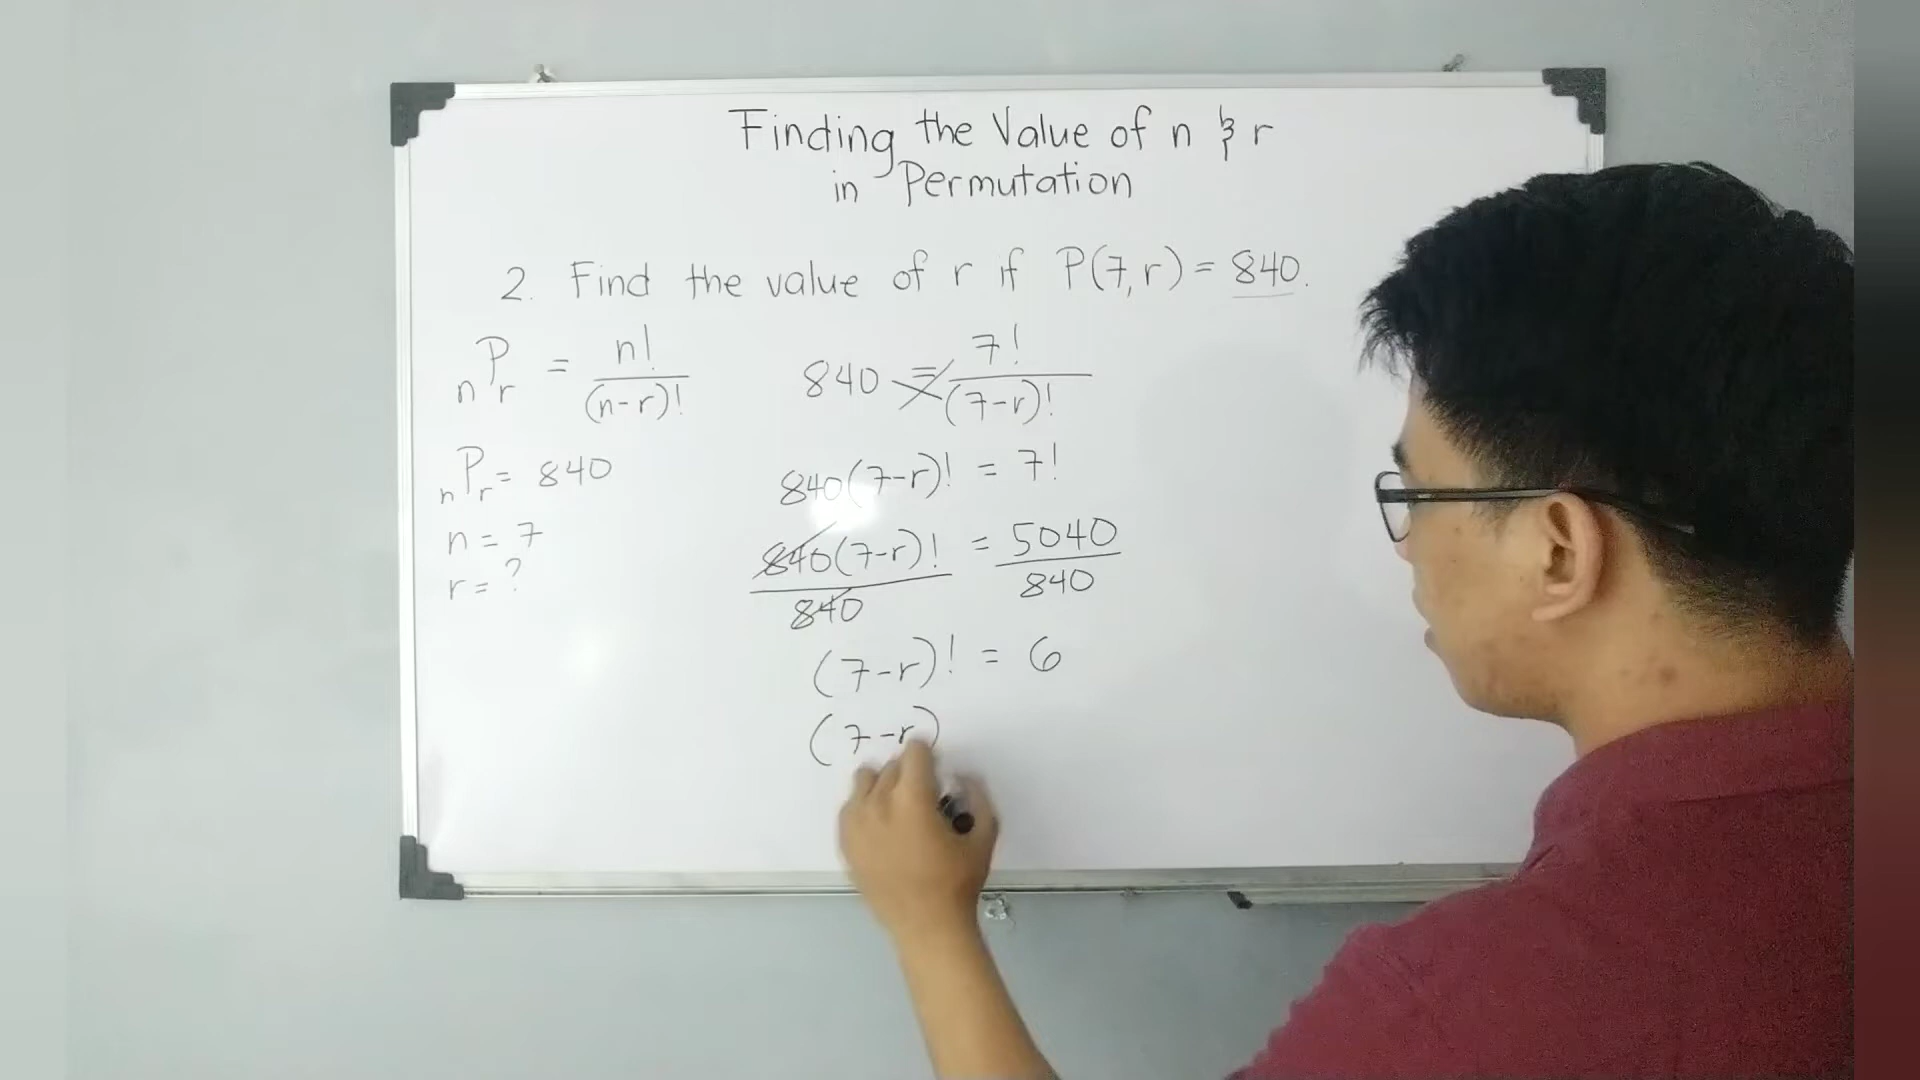 Finding the Value of n & r
in Permutation
2. Find the value of r if P(7,r) = 840.
nPr = n!/(n-r)!
nPr = 840
n = 7
r = ?
840 = 7!/(7-r)!
840(7-r)! = 7!
840(7-r)!/840 = 5040/840
(7-r)! = 6
(7-r)